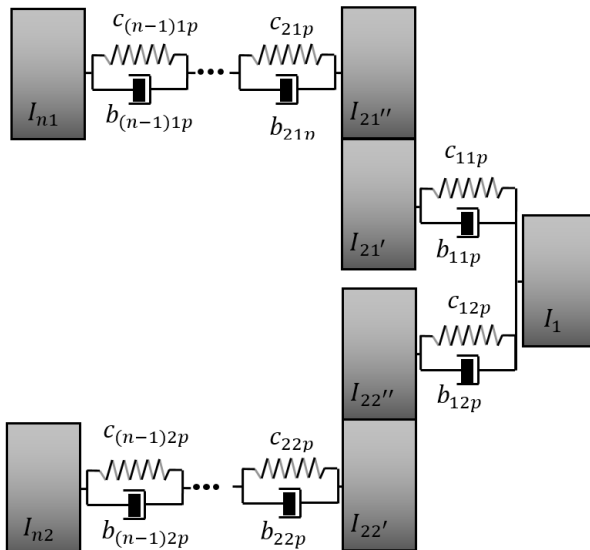 c₍ₙ₋₁₎₁ₚ
c₂₁ₚ
Iₙ₁
b₍ₙ₋₁₎₁ₚ
•••
b₂₁ₚ
I₂₁''
c₁₁ₚ
I₂₁'
b₁₁ₚ
I₁
c₁₂ₚ
I₂₂''
b₁₂ₚ
c₍ₙ₋₁₎₂ₚ
c₂₂ₚ
•••
Iₙ₂
b₍ₙ₋₁₎₂ₚ
b₂₂ₚ
I₂₂'